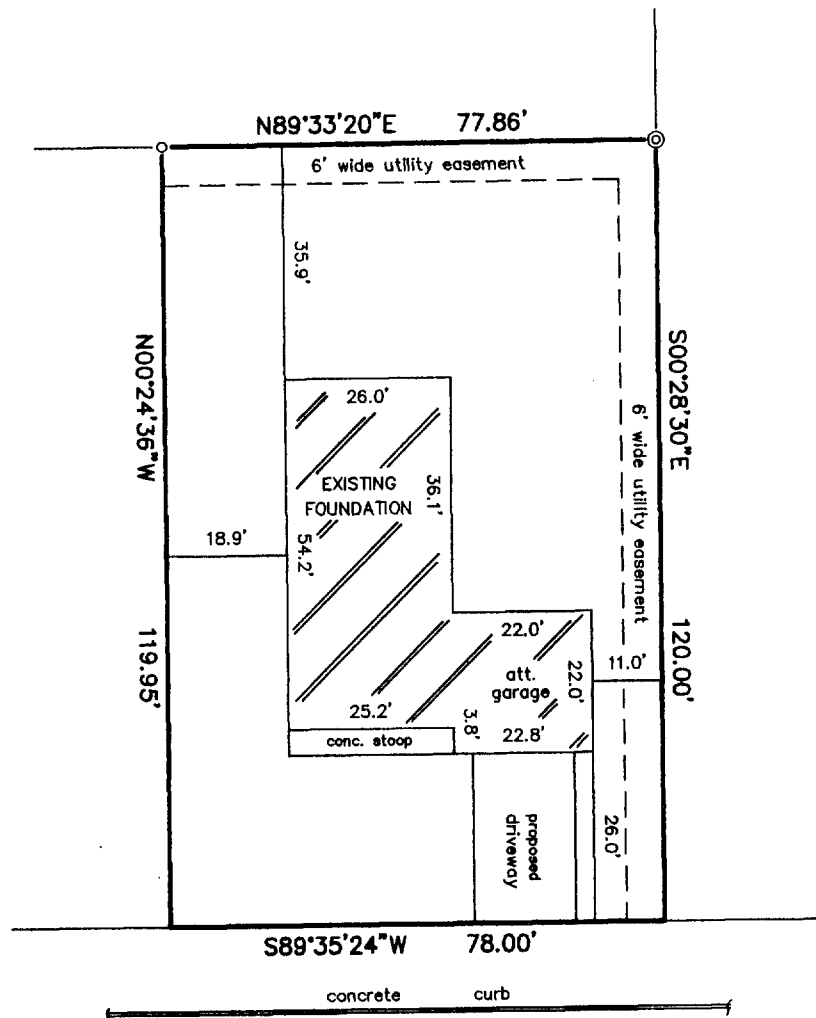 N89°33'20"E 77.86'
6' wide utility easement
35.9'
N00°24'36"W
S00°28'30"E
26.0'
6' wide utility easement
EXISTING
FOUNDATION
36.1'
18.9'
54.2'
22.0'
119.95'
120.00'
att.
garage
22.0'
11.0'
25.2'
3.8'
22.8'
conc. stoop
proposed
driveway
26.0'
S89°35'24"W 78.00'
concrete curb